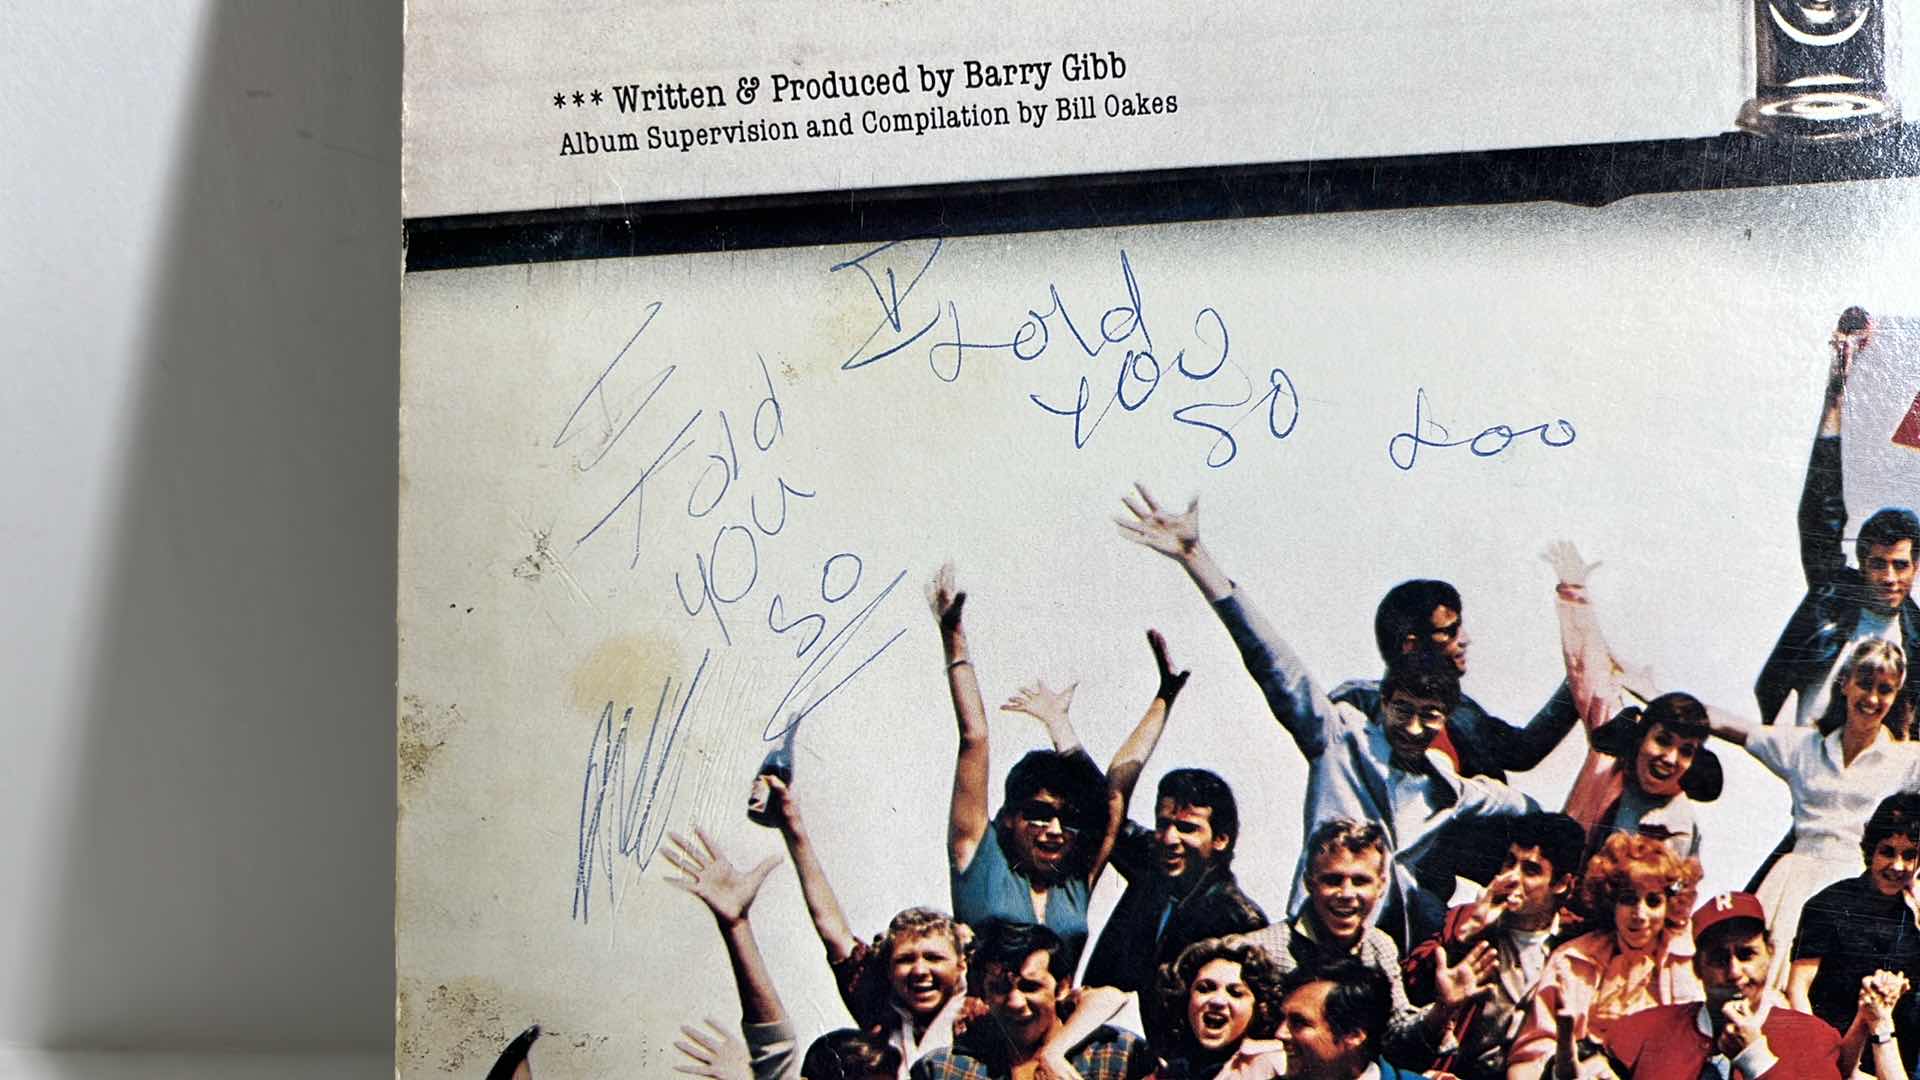 *** Written & Produced by Barry Gibb
Album Supervision and Compilation by Bill Oakes
I told you so
I
Told
you
so
R